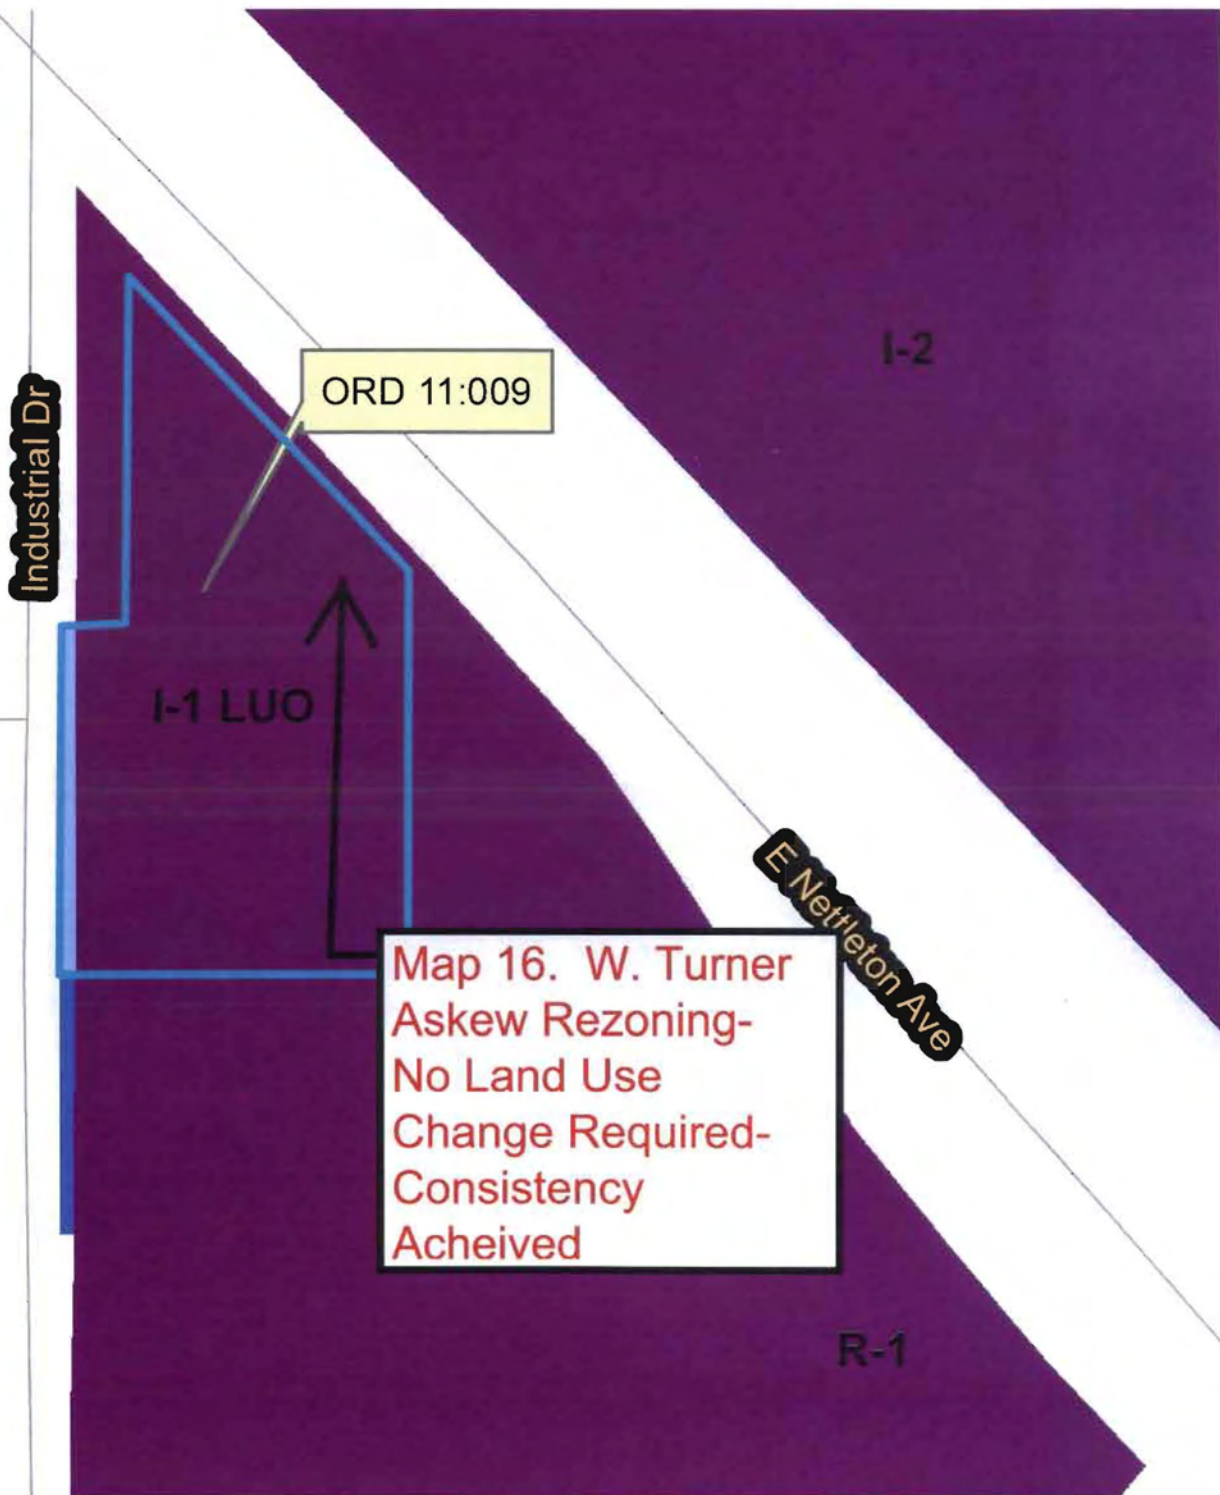 I-2
ORD 11:009
Industrial Dr
I-1 LUO
E Nettleton Ave
Map 16. W. Turner
Askew Rezoning-
No Land Use
Change Required-
Consistency
Acheived
R-1